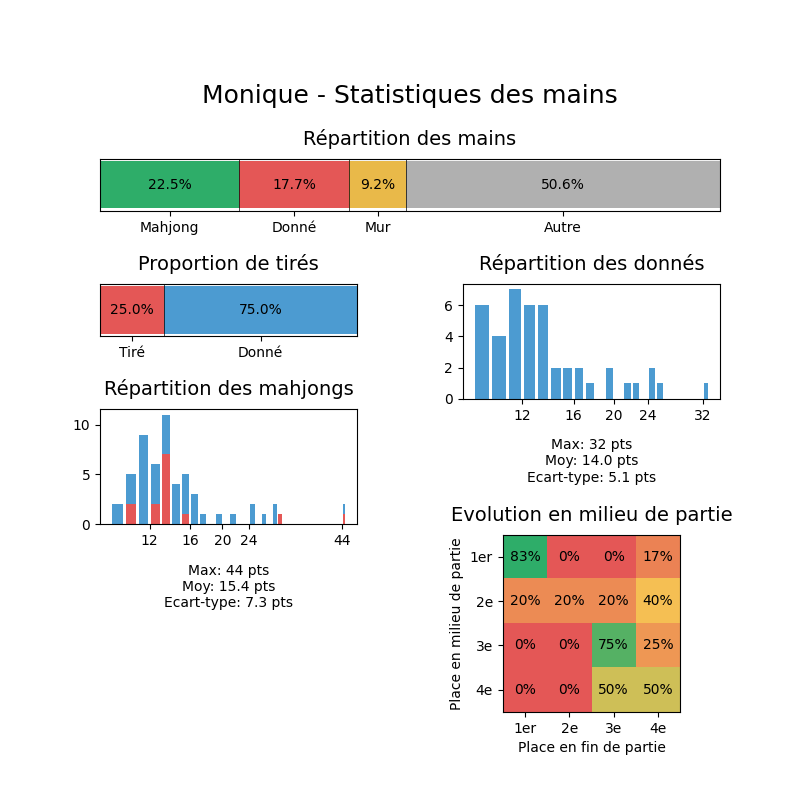 Monique - Statistiques des mains
Répartition des mains
22.5% 17.7% 9.2% 50.6%
Mahjong Donné Mur Autre
Proportion de tirés
25.0% 75.0%
Tiré Donné
Répartition des mahjongs
10
5
0
12 16 20 24 44
Max: 44 pts
Moy: 15.4 pts
Ecart-type: 7.3 pts
Répartition des donnés
6
4
2
0
12 16 20 24 32
Max: 32 pts
Moy: 14.0 pts
Ecart-type: 5.1 pts
Evolution en milieu de partie
Place en milieu de partie
1er 83% 0% 0% 17%
2e 20% 20% 20% 40%
3e 0% 0% 75% 25%
4e 0% 0% 50% 50%
1er 2e 3e 4e
Place en fin de partie